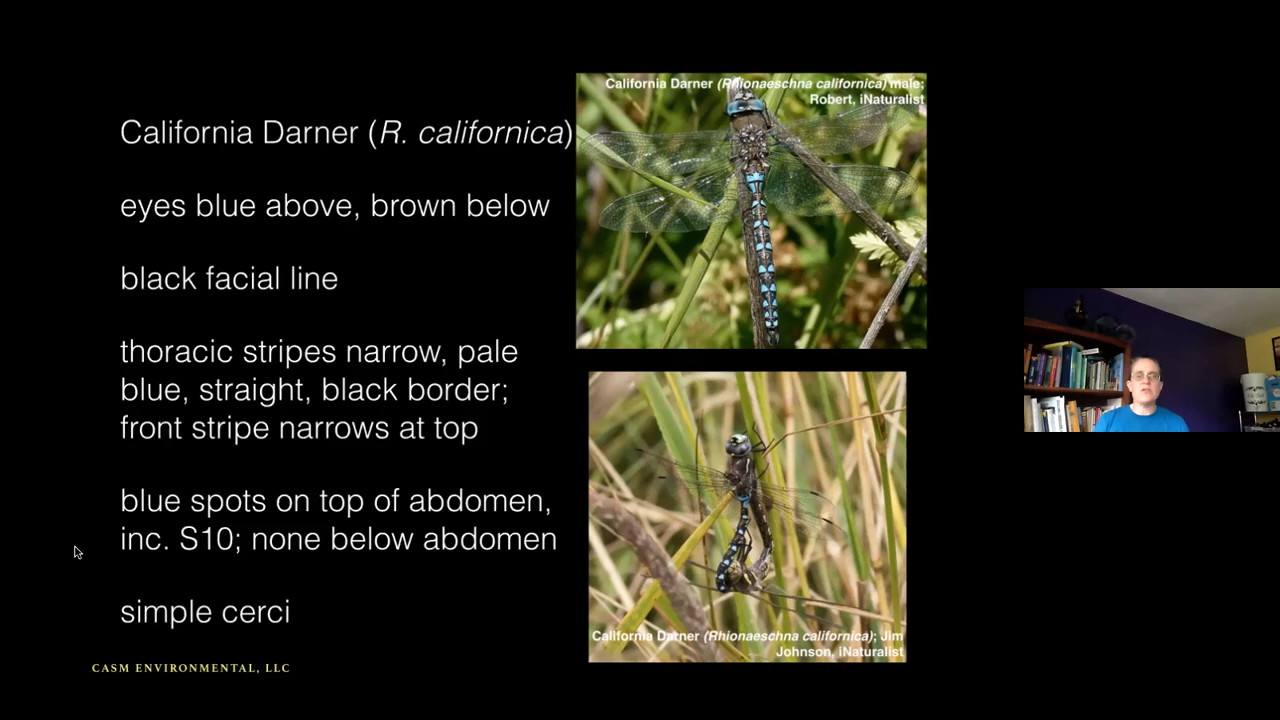 California Darner (R. californica)
eyes blue above, brown below
black facial line
thoracic stripes narrow, pale
blue, straight, black border;
front stripe narrows at top
blue spots on top of abdomen,
inc. S10; none below abdomen
simple cerci
CASM ENVIRONMENTAL, LLC
California Darner (Rhionaeschna californica) male;
Robert, iNaturalist
California Darner (Rhionaeschna californica); Jim
Johnson, iNaturalist